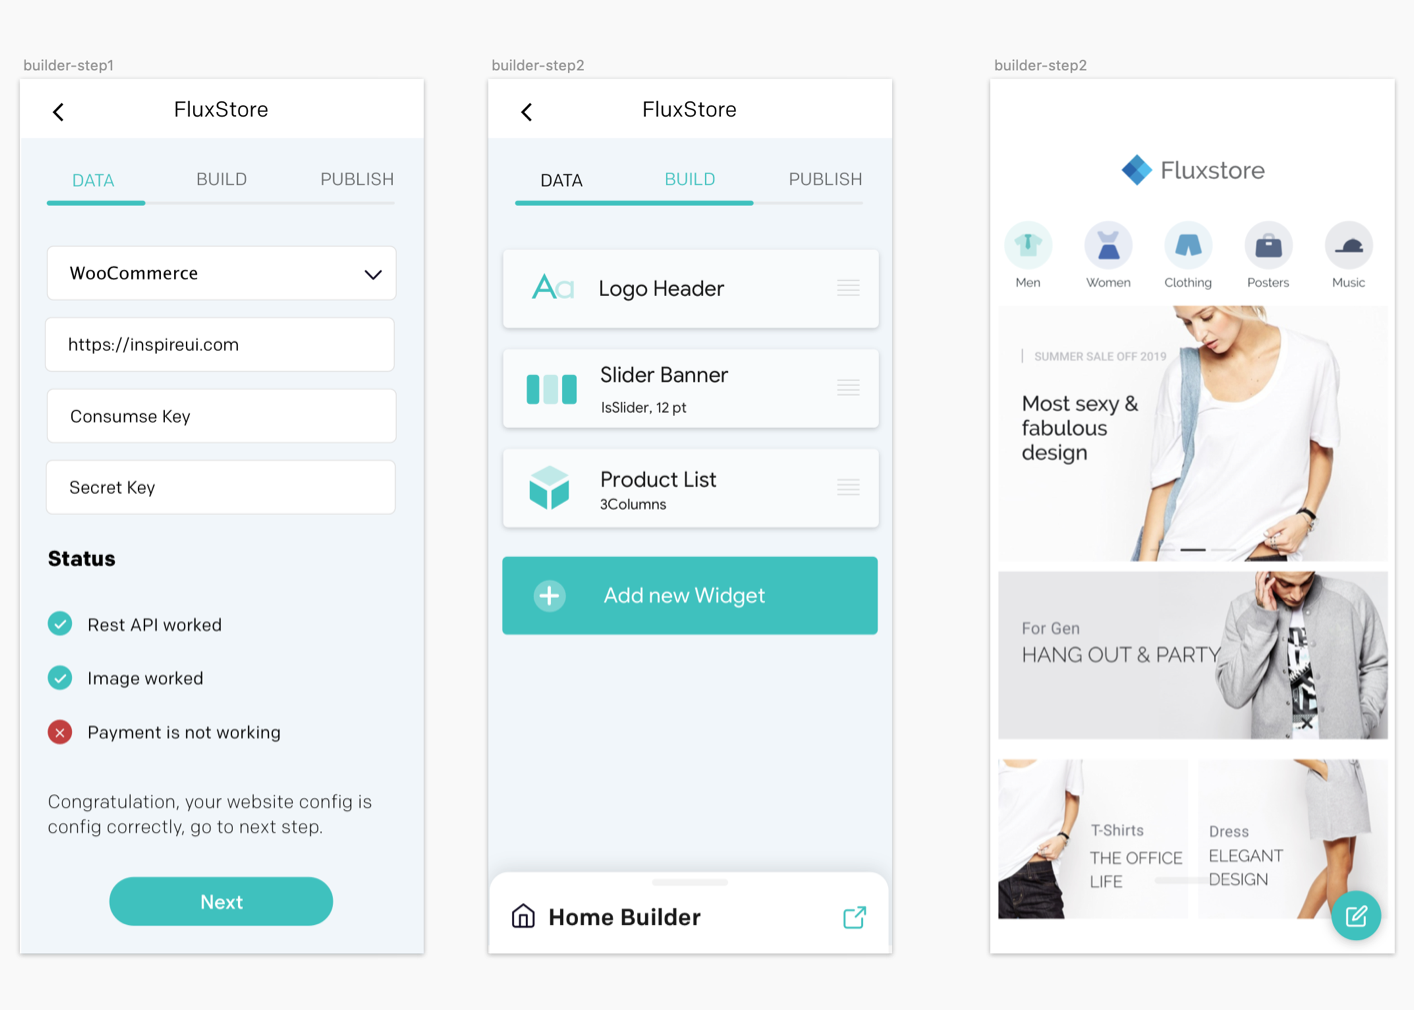 builder-step1
FluxStore
DATA
BUILD
PUBLISH
WooCommerce
https://inspireui.com
Consumse Key
Secret Key
Status
Rest API worked
Image worked
Payment is not working
Congratulation, your website config is
config correctly, go to next step.
Next
builder-step2
FluxStore
DATA
BUILD
PUBLISH
Aa
Logo Header
Slider Banner
IsSlider, 12 pt
Product List
3Columns
Add new Widget
Home Builder
builder-step2
Fluxstore
Men
Women
Clothing
Posters
Music
SUMMER SALE OFF 2019
Most sexy &
fabulous
design
For Gen
HANG OUT & PARTY
T-Shirts
THE OFFICE
LIFE
Dress
ELEGANT
DESIGN